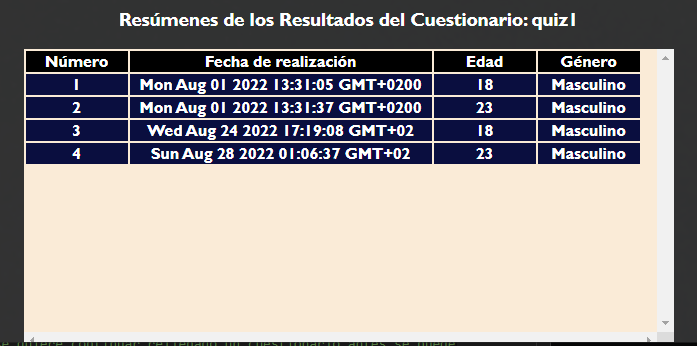 Resúmenes de los Resultados del Cuestionario: quiz1
Número Fecha de realización Edad Género
1 Mon Aug 01 2022 13:31:05 GMT+0200 18 Masculino
2 Mon Aug 01 2022 13:31:37 GMT+0200 23 Masculino
3 Wed Aug 24 2022 17:19:08 GMT+02 18 Masculino
4 Sun Aug 28 2022 01:06:37 GMT+02 23 Masculino